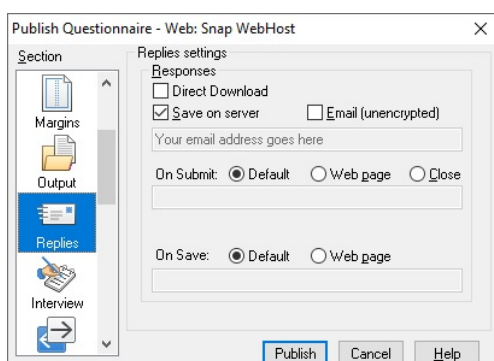 Publish Questionnaire - Web: Snap WebHost
Section
Margins
Output
Replies
Interview
Replies settings
Responses
Direct Download
Save on server
Email (unencrypted)
Your email address goes here
On Submit: Default Web page Close
On Save: Default Web page
Publish Cancel Help